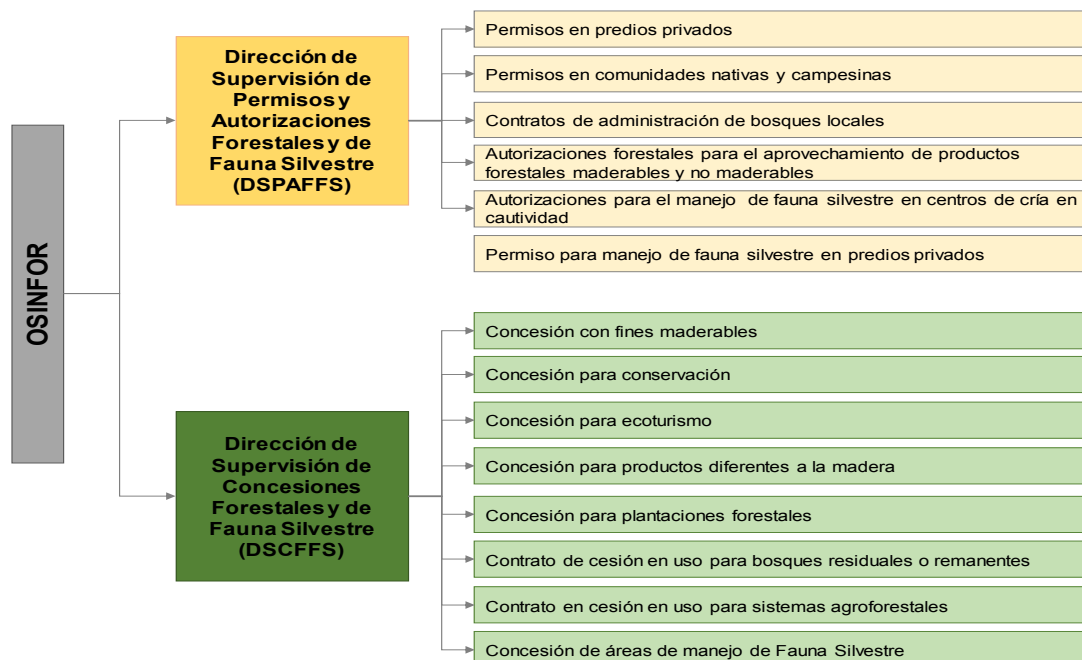 OSINFOR
Dirección de
Supervisión de
Permisos y
Autorizaciones
Forestales y de
Fauna Silvestre
(DSPAFFS)
Permisos en predios privados
Permisos en comunidades nativas y campesinas
Contratos de administración de bosques locales
Autorizaciones forestales para el aprovechamiento de productos
forestales maderables y no maderables
Autorizaciones para el manejo de fauna silvestre en centros de cría en
cautividad
Permiso para manejo de fauna silvestre en predios privados
Dirección de
Supervisión de
Concesiones
Forestales y de
Fauna Silvestre
(DSCFFS)
Concesión con fines maderables
Concesión para conservación
Concesión para ecoturismo
Concesión para productos diferentes a la madera
Concesión para plantaciones forestales
Contrato de cesión en uso para bosques residuales o remanentes
Contrato en cesión en uso para sistemas agroforestales
Concesión de áreas de manejo de Fauna Silvestre